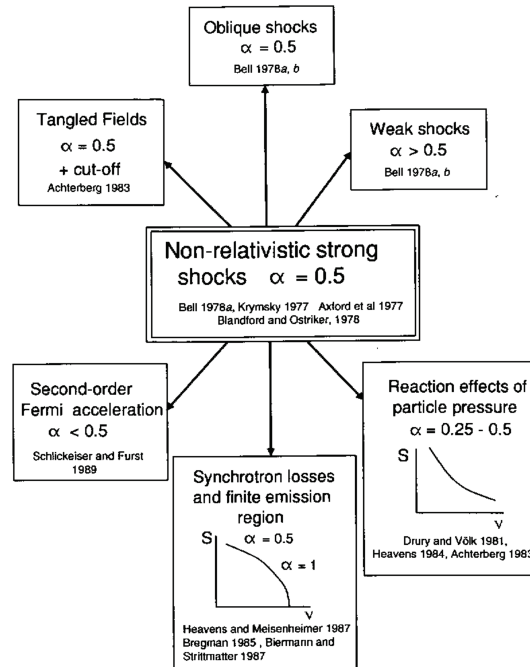 Oblique shocks
α = 0.5
Bell 1978a, b
Tangled Fields
α = 0.5
+ cut-off
Achterberg 1983
Weak shocks
α > 0.5
Bell 1978a, b
Non-relativistic strong
shocks α = 0.5
Bell 1978a, Krymsky 1977 Axford et al 1977
Blandford and Ostriker, 1978
Second-order
Fermi acceleration
α < 0.5
Schlickeiser and Furst
1989
Synchrotron losses
and finite emission
region
S α = 0.5
α = 1
ν
Heavens and Meisenheimer 1987
Bregman 1985 , Biermann and
Strittmatter 1987
Reaction effects of
particle pressure
α = 0.25 - 0.5
S
ν
Drury and Völk 1981,
Heavens 1984, Achterberg 1983